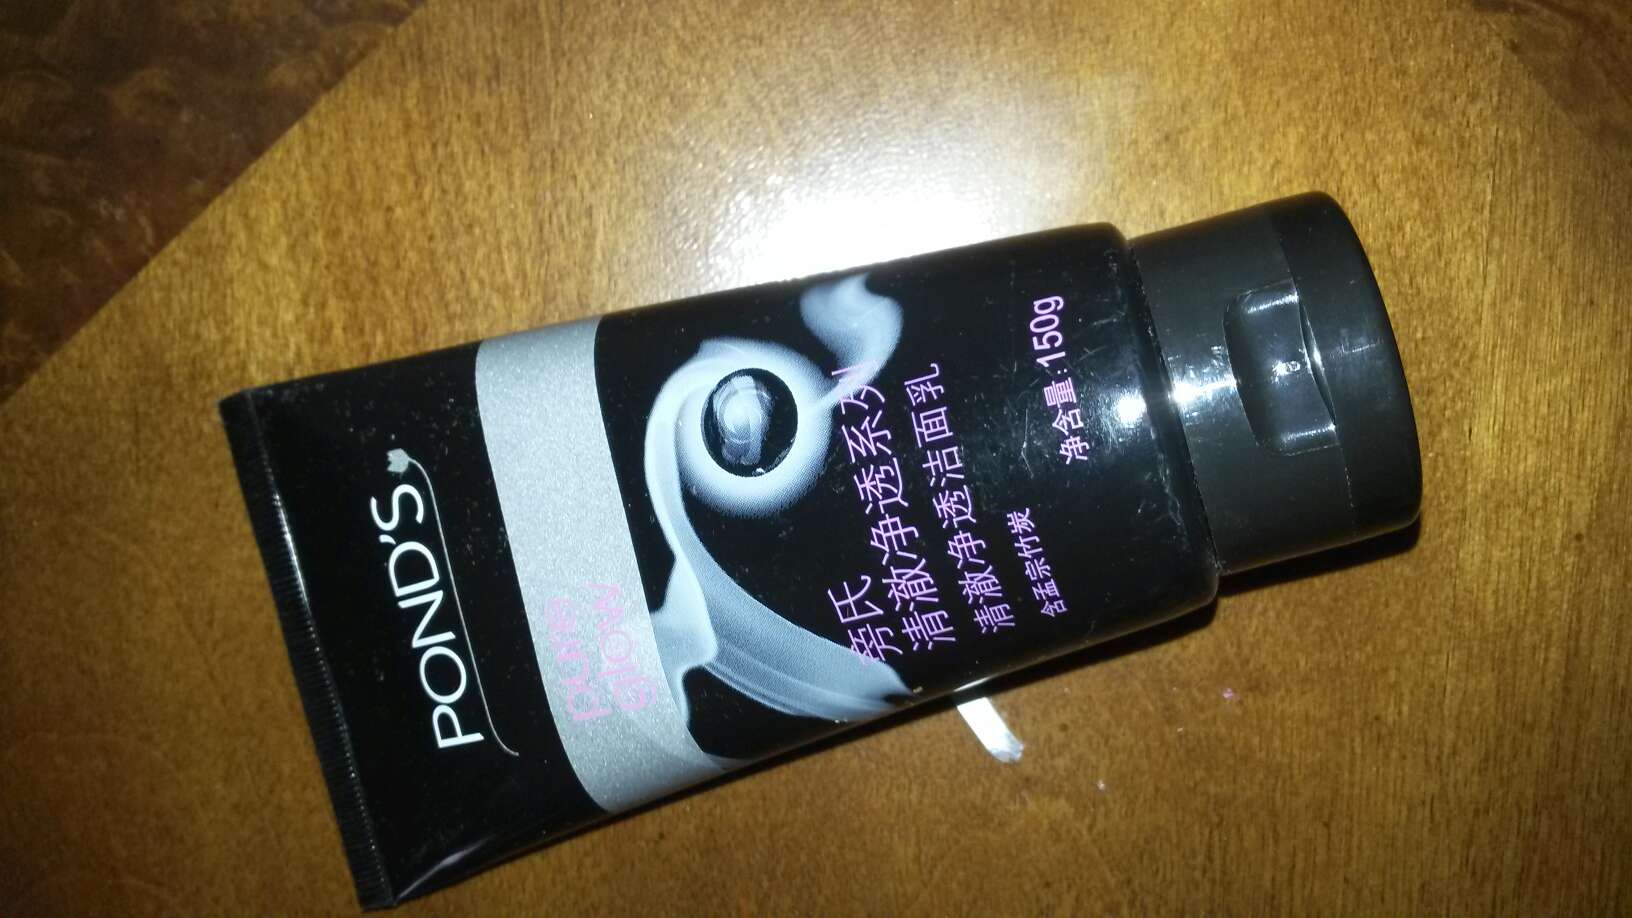 POND'S
pure
glow
旁氏
清澈净透系列
清澈净透洁面乳
含孟宗竹炭
净含量:150g